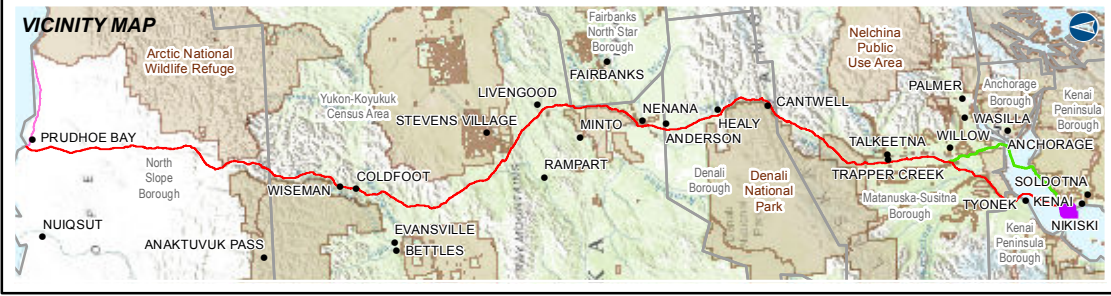 VICINITY MAP
Arctic National
Wildlife Refuge
Fairbanks
North Star
Borough
FAIRBANKS
Nelchina
Public
Use Area
PALMER
Anchorage
Borough
WASILLA
Kenai
Peninsula
Borough
Yukon-Koyukuk
Census Area
LIVENGOOD
STEVENS VILLAGE
MINTO
NENANA
ANDERSON
HEALY
CANTWELL
TALKEETNA
WILLOW
ANCHORAGE
PRUDHOE BAY
North
Slope
Borough
WISEMAN
COLDFOOT
RAMPART
Denali
Borough
Denali
National
Park
TRAPPER CREEK
Matanuska-Susitna
Borough
TYONEK
SOLDOTNA
KENAI
NIKISKI
NUIQSUT
ANAKTUVUK PASS
EVANSVILLE
BETTLES
Kenai
Peninsula
Borough